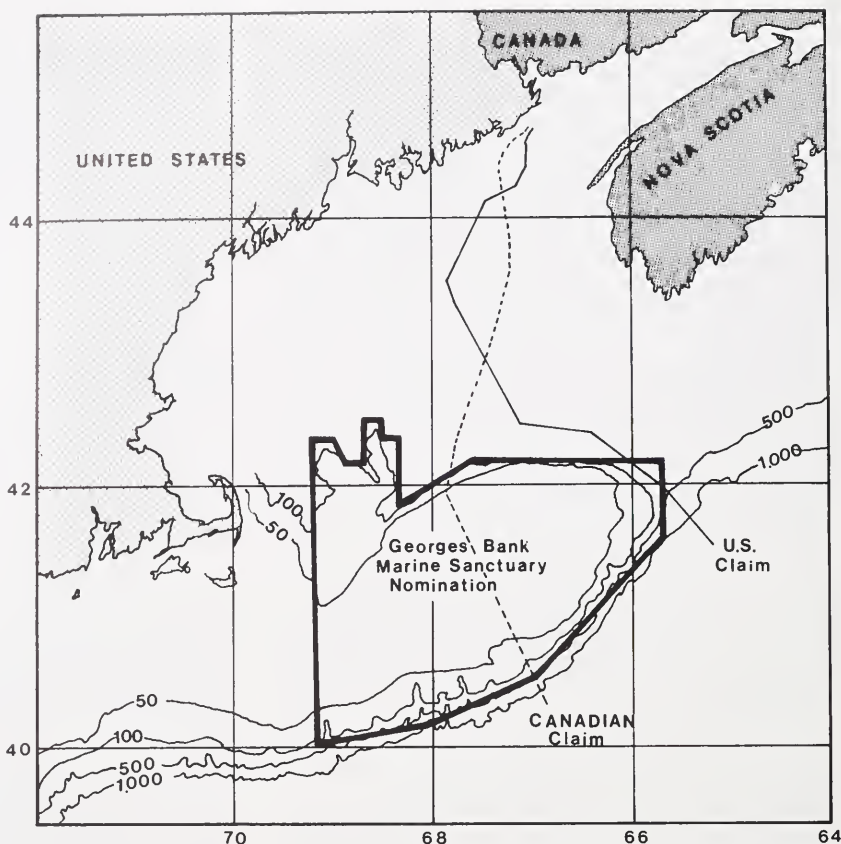 CANADA
NOVA SCOTIA
UNITED STATES
44
500
1,000
42
100
50
Georges Bank
Marine Sanctuary
Nomination
U.S.
Claim
50
CANADIAN
Claim
100
40
500
1,000
70
68
66
64